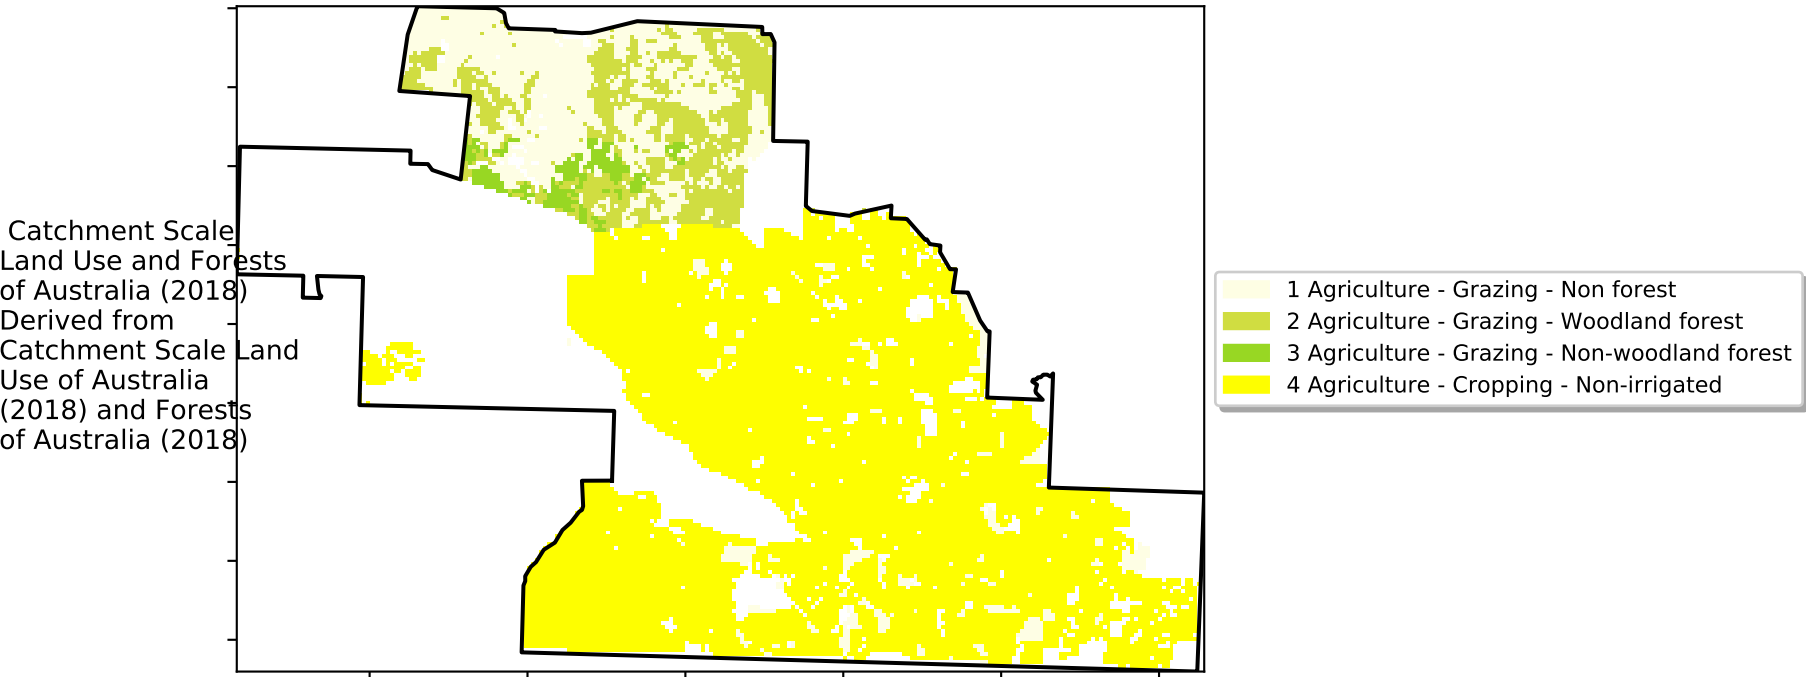 Catchment Scale
Land Use and Forests
of Australia (2018)
Derived from
Catchment Scale Land
Use of Australia
(2018) and Forests
of Australia (2018)
1 Agriculture - Grazing - Non forest
2 Agriculture - Grazing - Woodland forest
3 Agriculture - Grazing - Non-woodland forest
4 Agriculture - Cropping - Non-irrigated